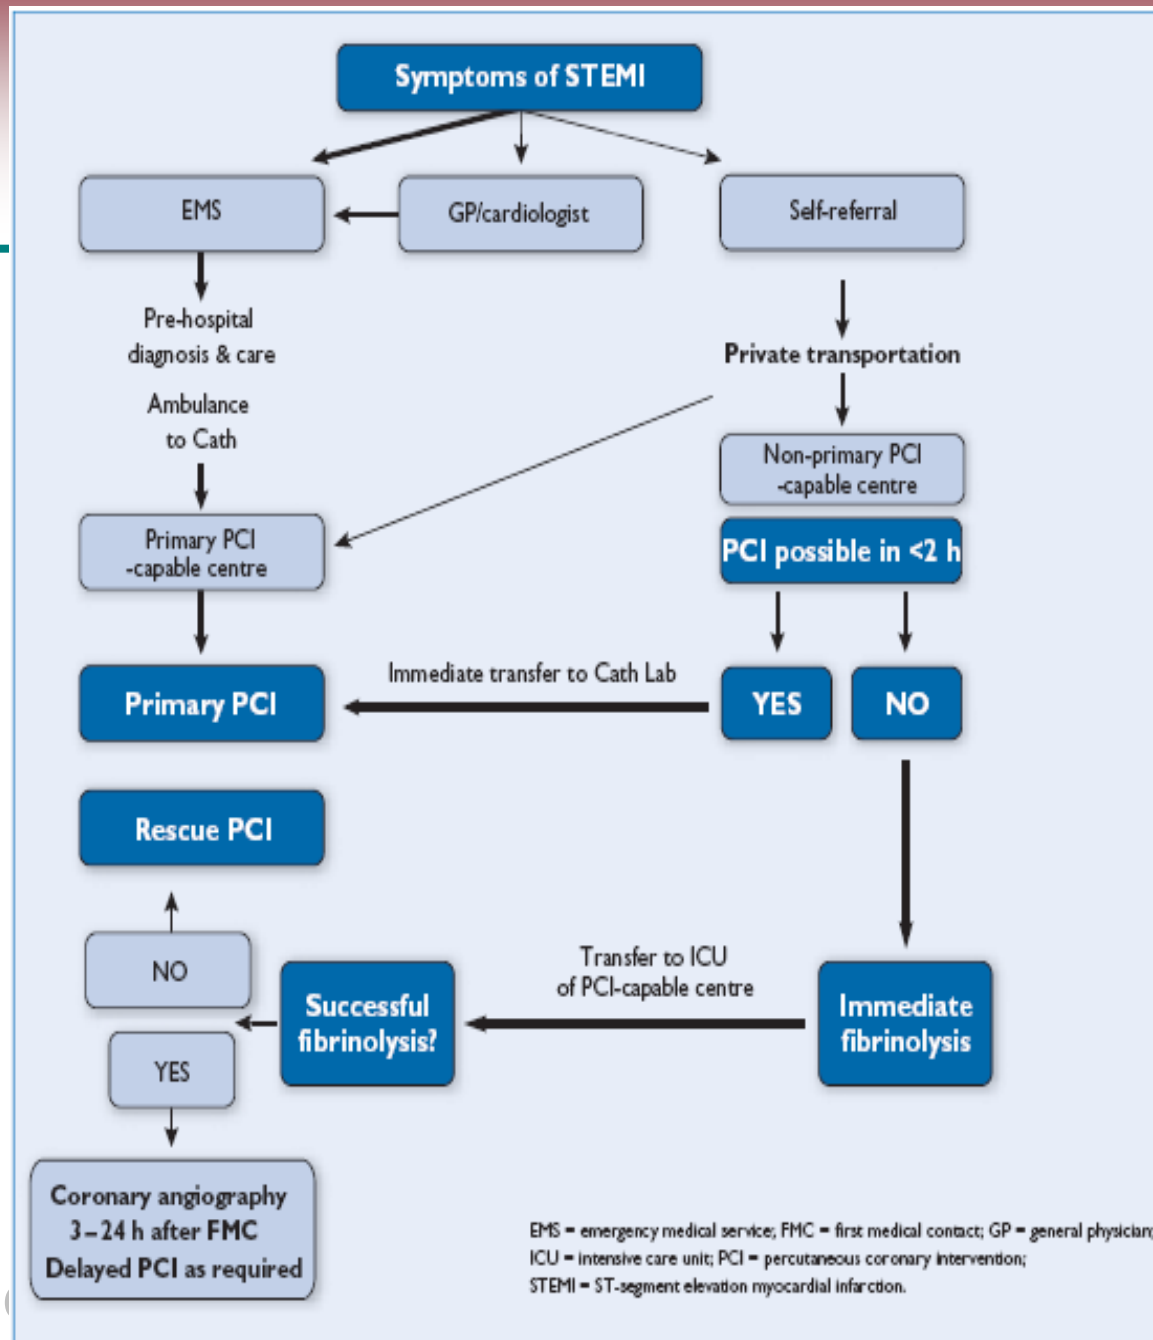 Symptoms of STEMI
EMS
GP/cardiologist
Self-referral
Pre-hospital
diagnosis & care
Private transportation
Ambulance
to Cath
Non-primary PCI
-capable centre
Primary PCI
-capable centre
PCI possible in <2 h
Immediate transfer to Cath Lab
Primary PCI
YES
NO
Rescue PCI
NO
Transfer to ICU
of PCI-capable centre
Successful
fibrinolysis?
Immediate
fibrinolysis
YES
Coronary angiography
3–24 h after FMC
Delayed PCI as required
EMS = emergency medical service; FMC = first medical contact; GP = general physician;
ICU = intensive care unit; PCI = percutaneous coronary intervention;
STEMI = ST-segment elevation myocardial infarction.